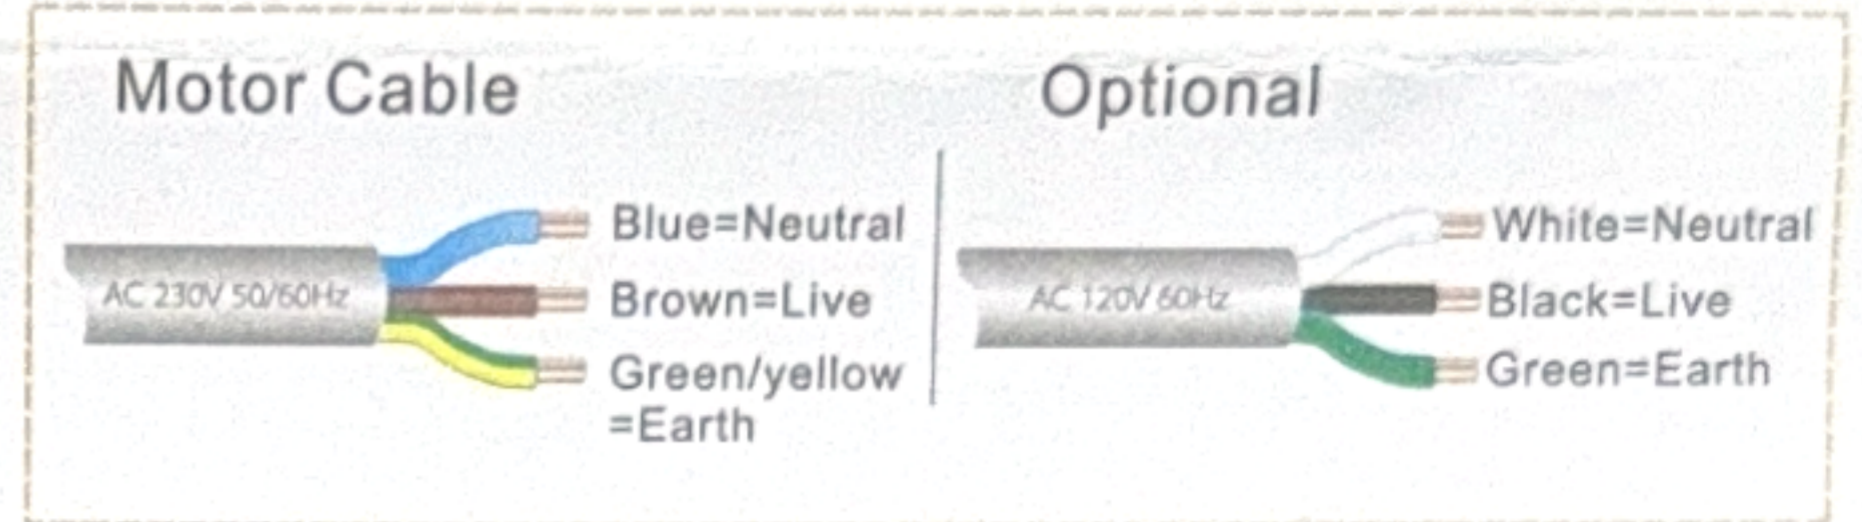 Motor Cable
AC 230V 50/60Hz
Blue=Neutral
Brown=Live
Green/yellow
=Earth
Optional
AC 120V 60Hz
White=Neutral
Black=Live
Green=Earth